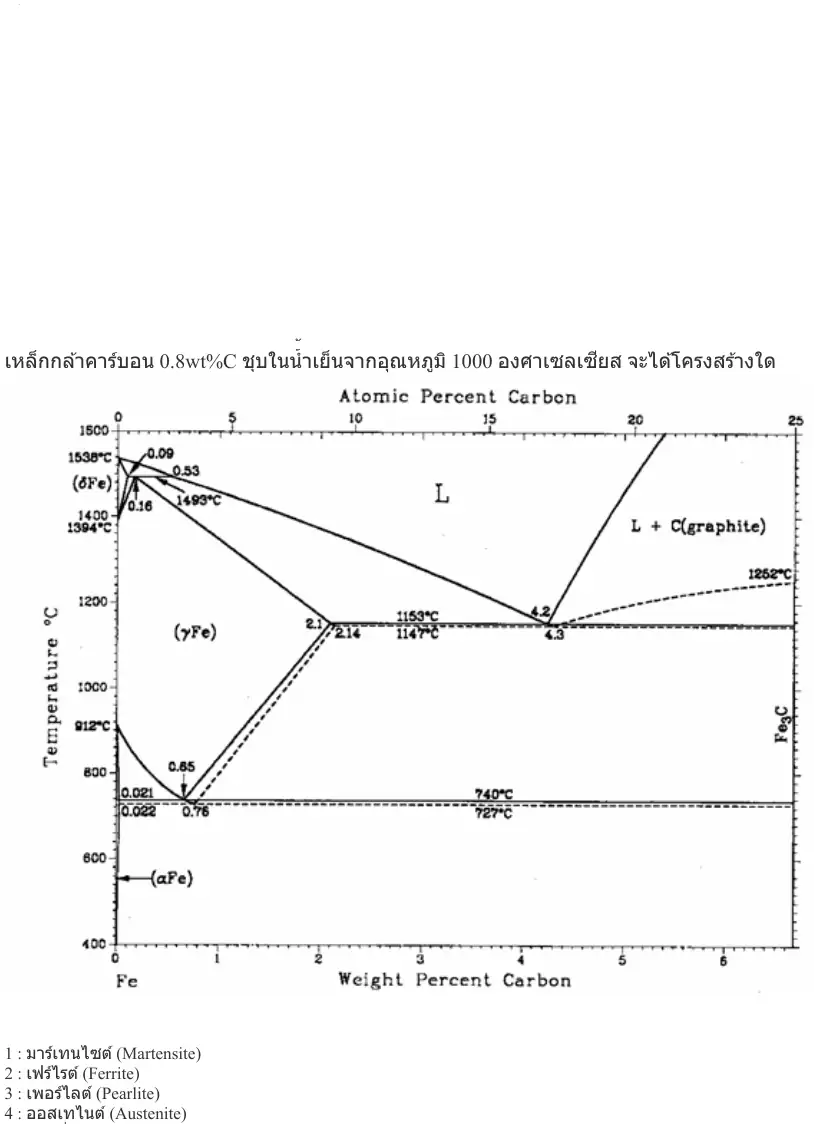 เหล็กกล้าคาร์บอน 0.8wt%C ชุบในน้ำเย็นจากอุณหภูมิ 1000 องศาเซลเซียส จะได้โครงสร้างใด
Atomic Percent Carbon
0 5 10 15 20 25
1500
1538°C
0.09
0.53
(δFe)
1493°C
0.16
L
1400
1394°C
L + C(graphite)
1252°C
1200
4.2
1153°C
2.1
2.14
1147°C
4.3
(γFe)
Temperature °C
1000
912°C
Fe₃C
0.65
800
0.021
740°C
0.022
0.76
727°C
600
(αFe)
400
0 1 2 3 4 5 6
Fe
Weight Percent Carbon
1 : มาร์เทนไซต์ (Martensite)
2 : เฟร์ไรต์ (Ferrite)
3 : เพอร์ไลต์ (Pearlite)
4 : ออสเทไนต์ (Austenite)